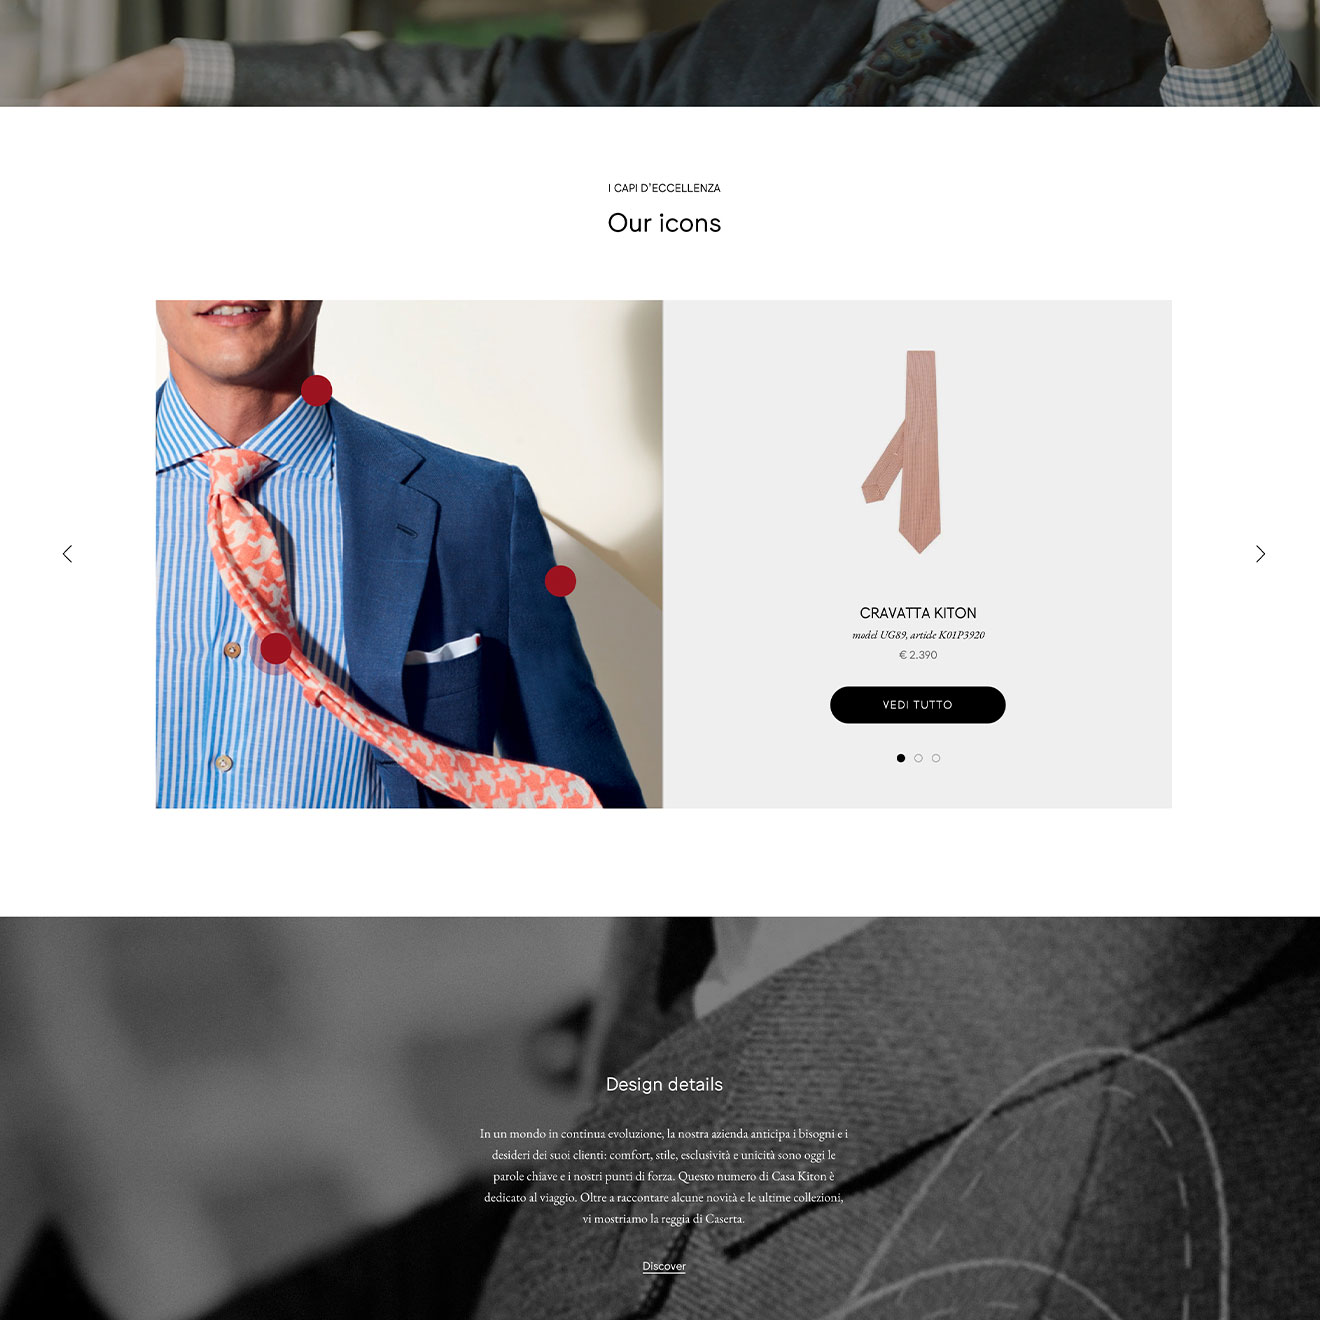 I CAPI D'ECCELLENZA
Our icons
CRAVATTA KITON
model UG89, article K01P3920
€ 2.390
VEDI TUTTO
Design details
In un mondo in continua evoluzione, la nostra azienda anticipa i bisogni e i
desideri dei suoi clienti: comfort, stile, esclusività e unicità sono oggi le
parole chiave e i nostri punti di forza. Questo numero di Casa Kiton è
dedicato al viaggio. Oltre a raccontare alcune novità e le ultime collezioni,
vi mostriamo la reggia di Caserta.
Discover